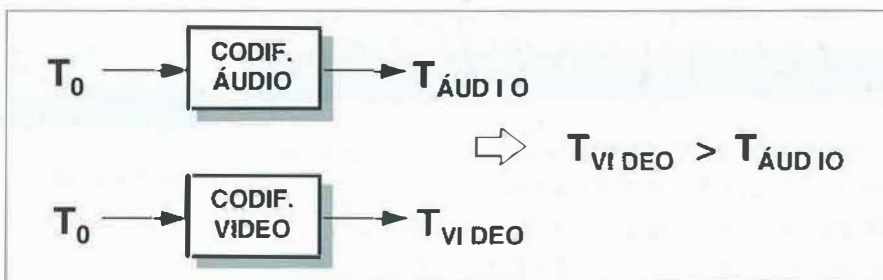 T0
CODIF. ÁUDIO
TÁUDIO
TVIDEO > TÁUDIO
T0
CODIF. VIDEO
TVIDEO